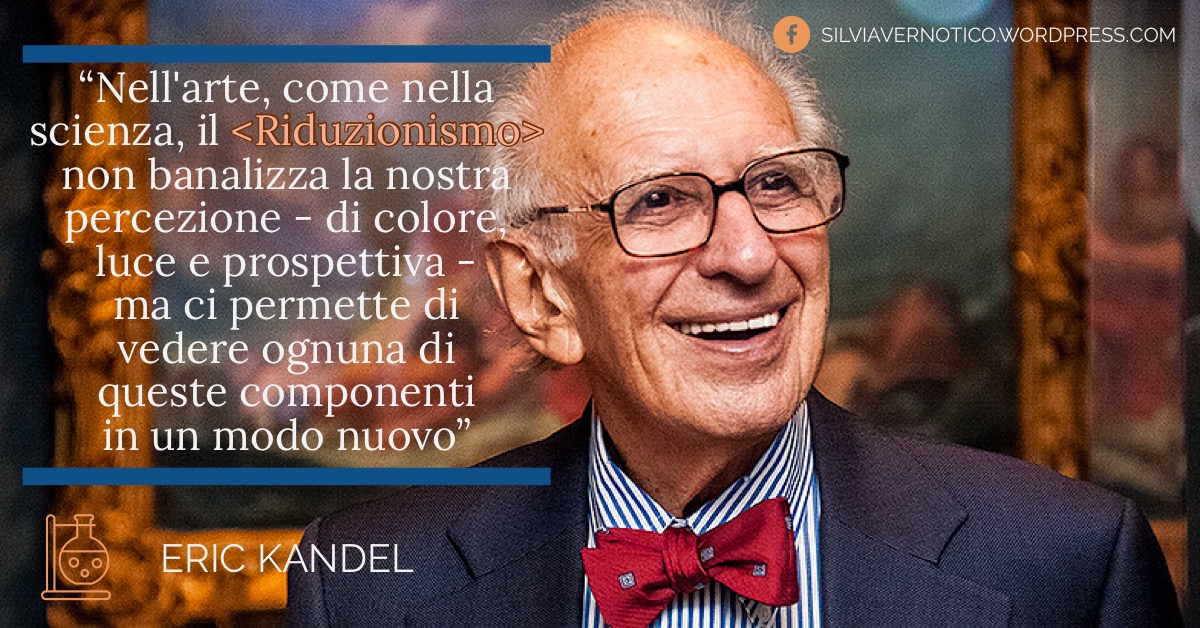 SILVIAVERNOTICO.WORDPRESS.COM
“Nell'arte, come nella
scienza, il <Riduzionismo>
non banalizza la nostra
percezione - di colore,
luce e prospettiva -
ma ci permette di
vedere ognuna di
queste componenti
in un modo nuovo”
ERIC KANDEL